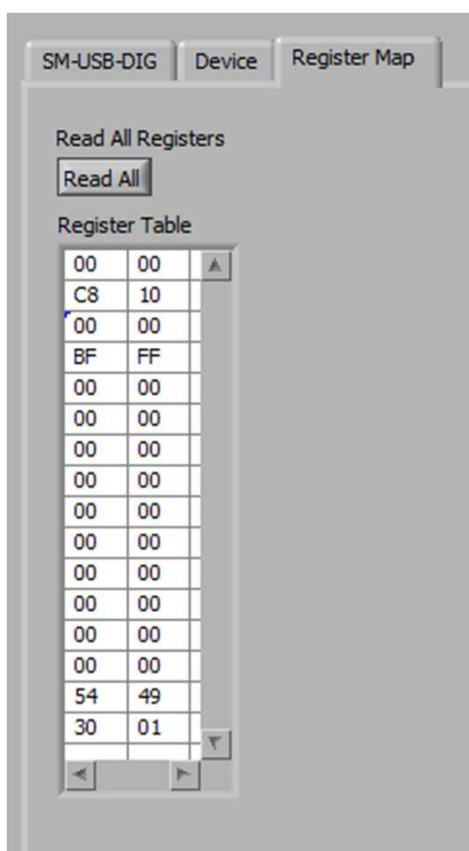 SM-USB-DIG Device Register Map
Read All Registers
Read All
Register Table
00 00
C8 10
00 00
BF FF
00 00
00 00
00 00
00 00
00 00
00 00
00 00
00 00
00 00
00 00
54 49
30 01